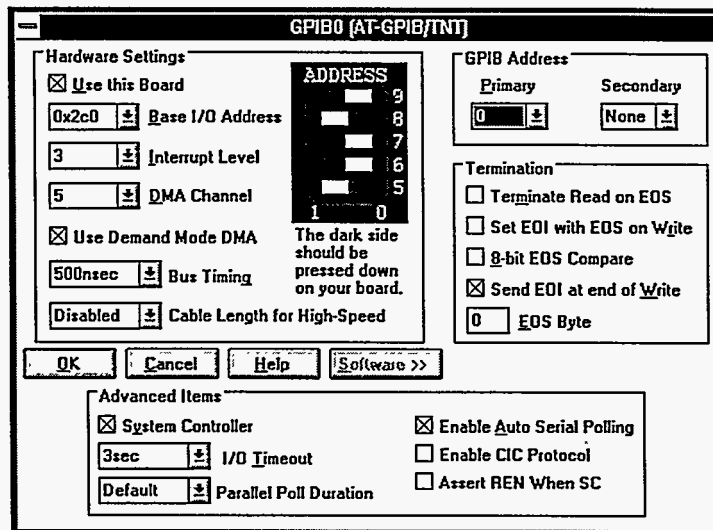 GPIB0 (AT-GPIB/TNT)
Hardware Settings
Use this Board
0x2c0 Base I/O Address
3 Interrupt Level
5 DMA Channel
Use Demand Mode DMA
500nsec Bus Timing
Disabled Cable Length for High-Speed
ADDRESS
9
8
7
6
5
1 0
The dark side
should be
pressed down
on your board.
GPIB Address
Primary Secondary
0 None
Termination
Terminate Read on EOS
Set EOI with EOS on Write
8-bit EOS Compare
Send EOI at end of Write
0 EOS Byte
OK Cancel Help Software >>
Advanced Items
System Controller
3sec I/O Timeout
Default Parallel Poll Duration
Enable Auto Serial Polling
Enable CIC Protocol
Assert REN When SC